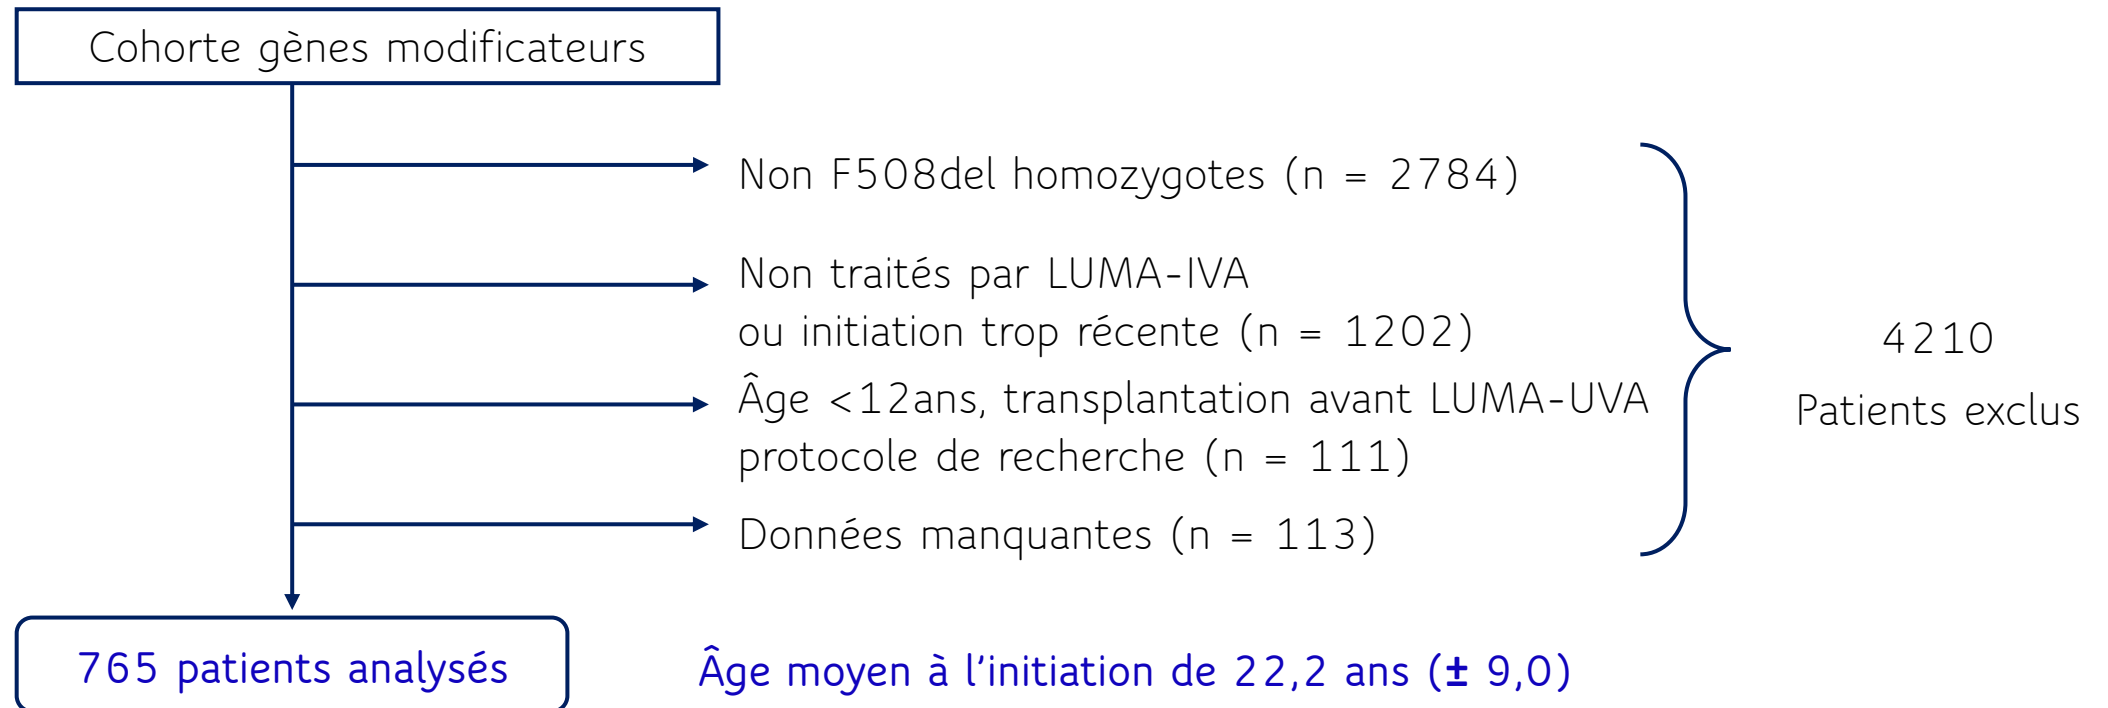 Cohorte gènes modificateurs
Non F508del homozygotes (n = 2784)
Non traités par LUMA-IVA
ou initiation trop récente (n = 1202)
Âge <12ans, transplantation avant LUMA-UVA
protocole de recherche (n = 111)
Données manquantes (n = 113)
4210
Patients exclus
765 patients analysés
Âge moyen à l’initiation de 22,2 ans (± 9,0)